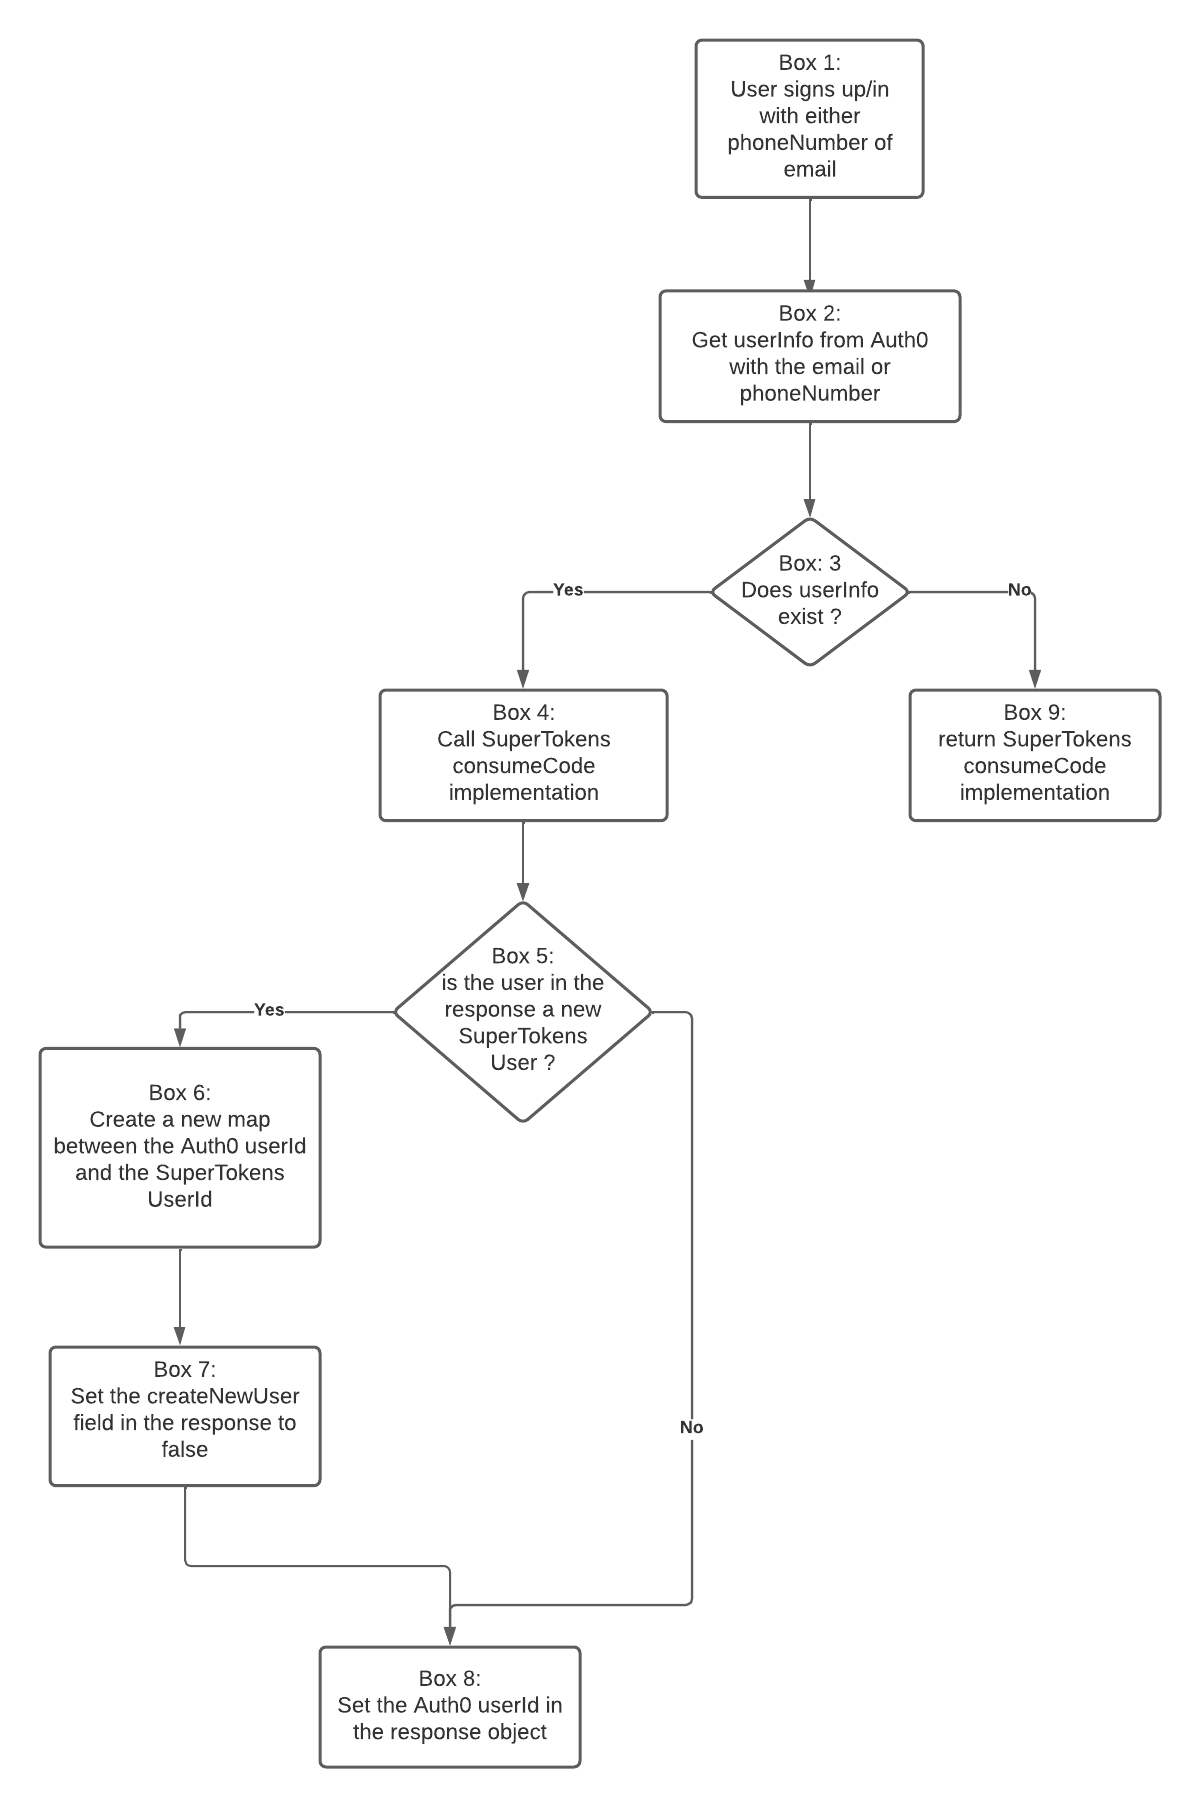 Box 1:
User signs up/in
with either
phoneNumber of
email
Box 2:
Get userInfo from Auth0
with the email or
phoneNumber
Box: 3
Does userInfo
exist ?
Yes
No
Box 4:
Call SuperTokens
consumeCode
implementation
Box 9:
return SuperTokens
consumeCode
implementation
Box 5:
is the user in the
response a new
SuperTokens
User ?
Yes
Box 6:
Create a new map
between the Auth0 userId
and the SuperTokens
UserId
Box 7:
Set the createNewUser
field in the response to
false
No
Box 8:
Set the Auth0 userId in
the response object